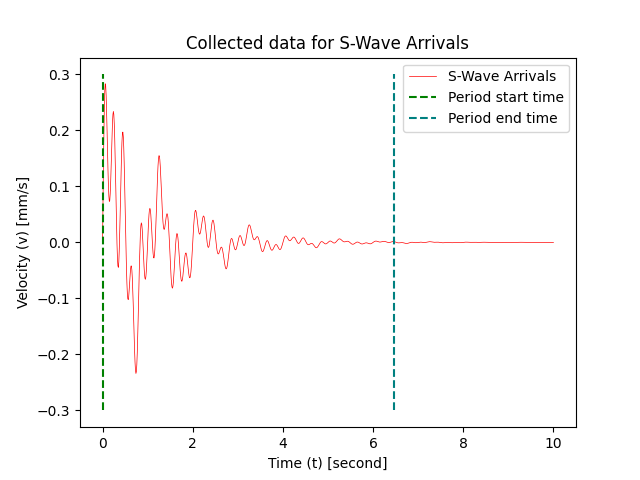 Collected data for S-Wave Arrivals
S-Wave Arrivals
Period start time
Period end time
Velocity (v) [mm/s]
0.3
0.2
0.1
0.0
−0.1
−0.2
−0.3
0 2 4 6 8 10
Time (t) [second]